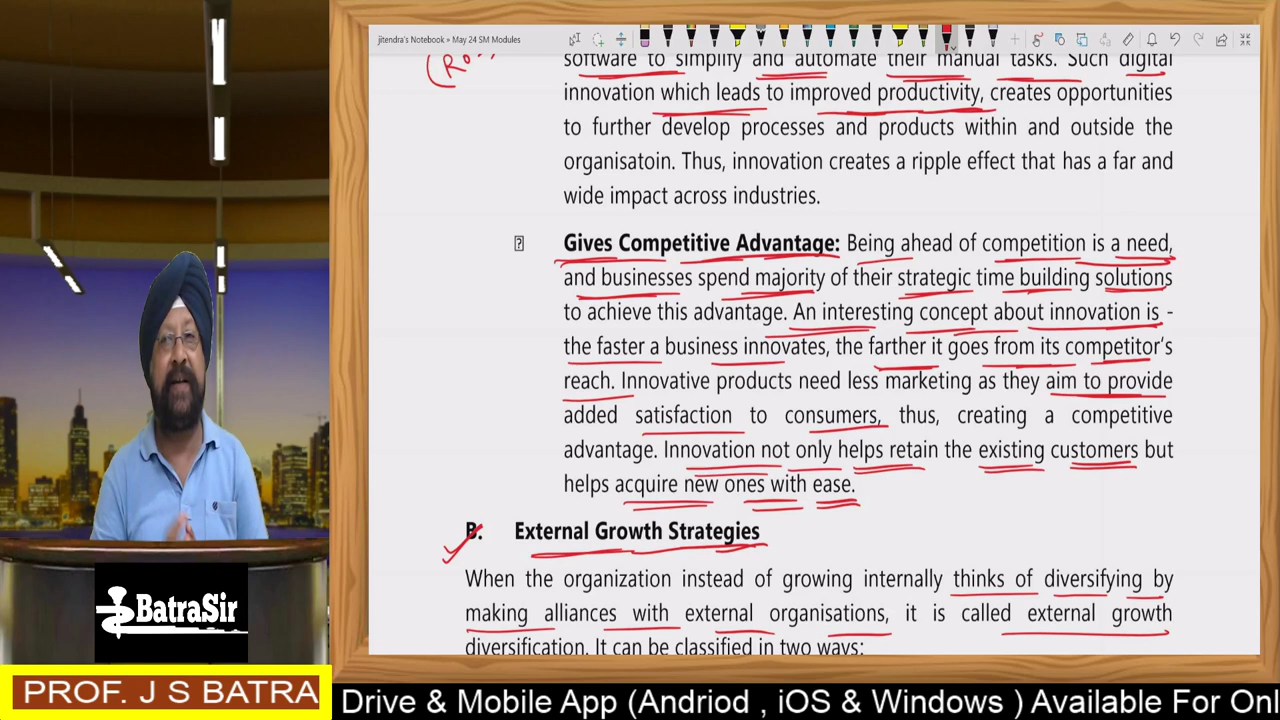 jitendra's Notebook » May 24 SM Modules
software to simplify and automate their manual tasks. Such digital
innovation which leads to improved productivity, creates opportunities
to further develop processes and products within and outside the
organisatoin. Thus, innovation creates a ripple effect that has a far and
wide impact across industries.
Gives Competitive Advantage: Being ahead of competition is a need,
and businesses spend majority of their strategic time building solutions
to achieve this advantage. An interesting concept about innovation is -
the faster a business innovates, the farther it goes from its competitor's
reach. Innovative products need less marketing as they aim to provide
added satisfaction to consumers, thus, creating a competitive
advantage. Innovation not only helps retain the existing customers but
helps acquire new ones with ease.
B. External Growth Strategies
When the organization instead of growing internally thinks of diversifying by
making alliances with external organisations, it is called external growth
diversification. It can be classified in two ways:
BatraSir
PROF. J S BATRA
Drive & Mobile App (Andriod , iOS & Windows ) Available For Onl